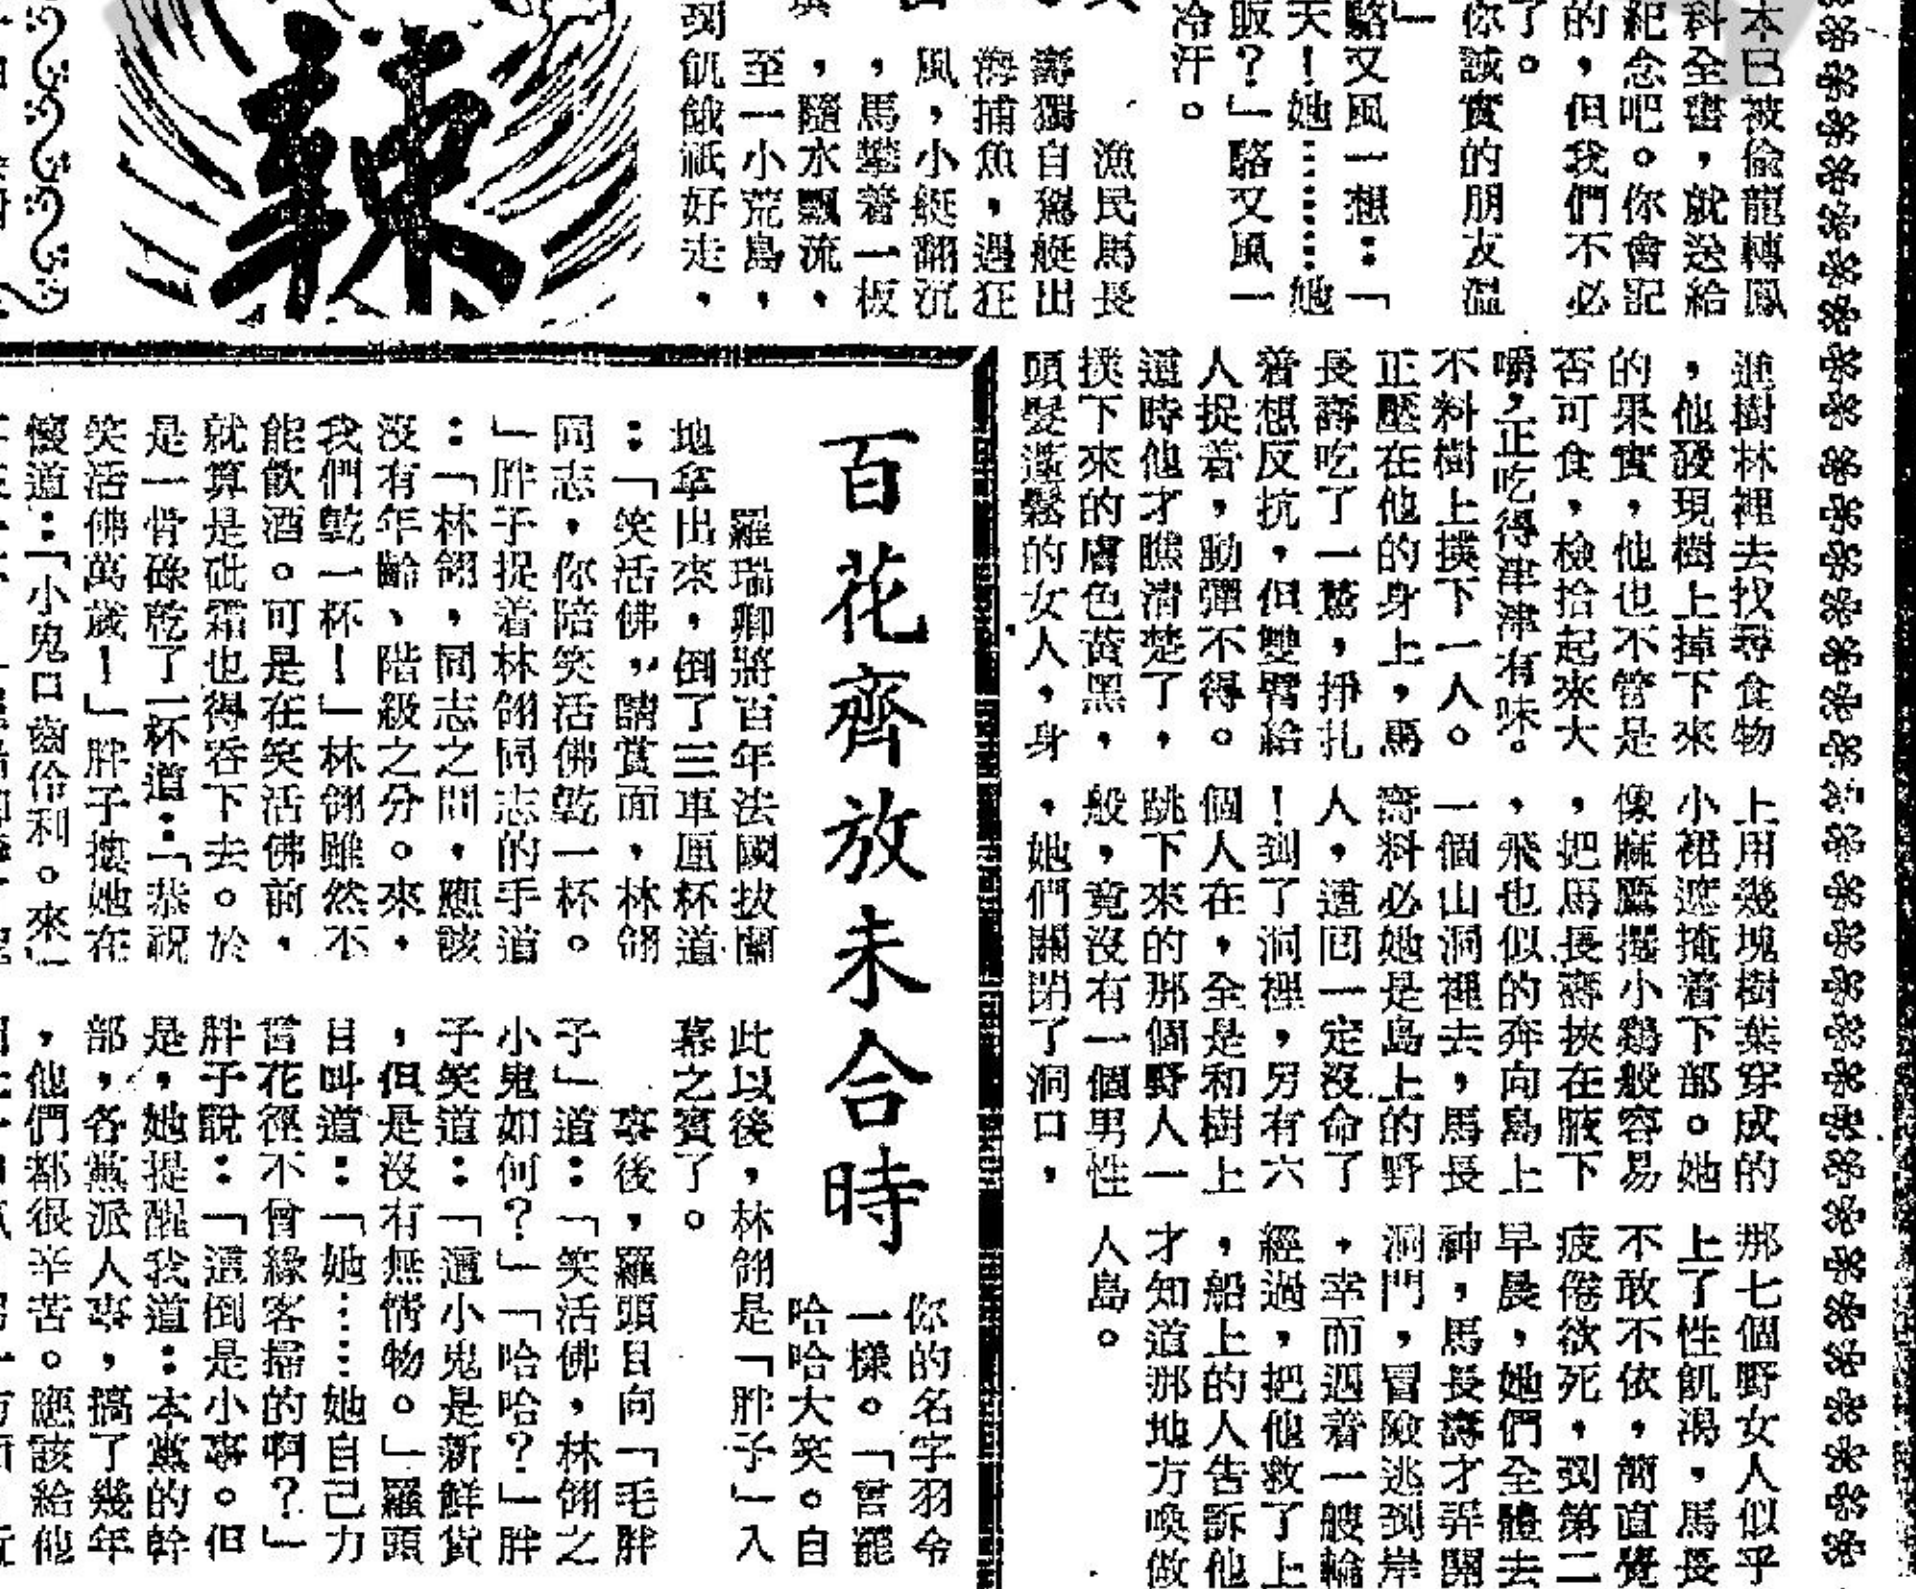 本已被偷龍轉鳳
科全書，就送給
紀念吧。你會記
的，但我們不必
了。
你誠實的朋友溫
」
駱又風一想：「
天！她……她
販？」駱又風一
冷汗。
漁民馬長
壽獨自駕艇出
海捕魚，遇狂
風，小艇翻沉
，馬攀着一板
，隨水飄流，
至一小荒島，
到飢餓祇好走，
辣
進樹林裡去找尋食物
，他發現樹上掉下來
的果實，他也不管是
否可食，檢拾起來大
嚼，正吃得津津有味。
不料樹上撲下一人。
正壓在他的身上，馬
長壽吃了一驚，掙扎
着想反抗，但雙臂給
人捉着，動彈不得。
這時他才瞧清楚了，
撲下來的膚色黃黑，
頭髮蓬鬆的女人，身
上用幾塊樹葉穿成的
小裙遮掩着下部。她
像麻鷹攫小鷄般容易
，把馬長壽挾在腋下
，飛也似的奔向島上
一個山洞裡去，馬長
壽料必她是島上的野
人，這回一定沒命了
！到了洞裡，另有六
個人在，全是和樹上
跳下來的那個野人一
般，竟沒有一個男性
，她們關閉了洞口，
那七個野女人似乎
上了性飢渴，馬長
不敢不依，簡直覺
疲倦欲死，到第二
早晨，她們全體去
神，馬長壽才弄開
洞門，冒險逃到岸
，幸而遇着一艘輪
經過，把他救了上
，船上的人告訴他
才知道那地方喚做
人島。
百花齊放未合時
羅瑞卿將百年法國拔蘭
地拿出來，倒了三車厘杯道
：「笑活佛，請賞面，林翎
同志，你陪笑活佛乾一杯。
」胖子捉着林翎同志的手道
：「林翎，同志之間，應該
沒有年齡、階級之分。來，
我們乾一杯！」林翎雖然不
能飲酒。可是在笑活佛前，
就算是砒霜也得吞下去。於
是一骨碌乾了一杯道：「恭祝
笑活佛萬歲！」胖子摟她在
懷道：「小鬼口齒伶利。來」
你的名字羽令
一樣。「嘗罷
哈哈大笑。自
此以後，林翎是「胖子」入
幕之賓了。
事後，羅頭目向「毛胖
子」道：「笑活佛，林翎之
小鬼如何？」「哈哈？」胖
子笑道：「這小鬼是新鮮貨
，但是沒有無情物。」羅頭
目叫道：「她……她自己力
言花徑不曾緣客掃的啊？」
胖子說：「這倒是小事。但
是，她提醒我道：本黨的幹
部，各黨派人事，搞了幾年
，他們都很辛苦。應該給他